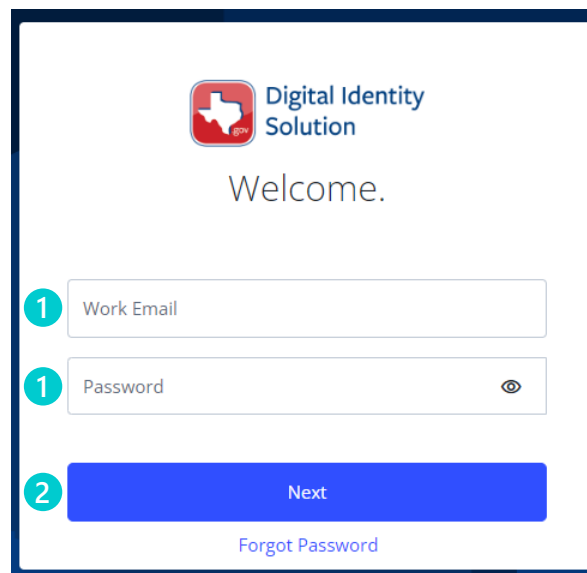 gov
Digital Identity
Solution
Welcome.
1 Work Email
1 Password
2 Next
Forgot Password